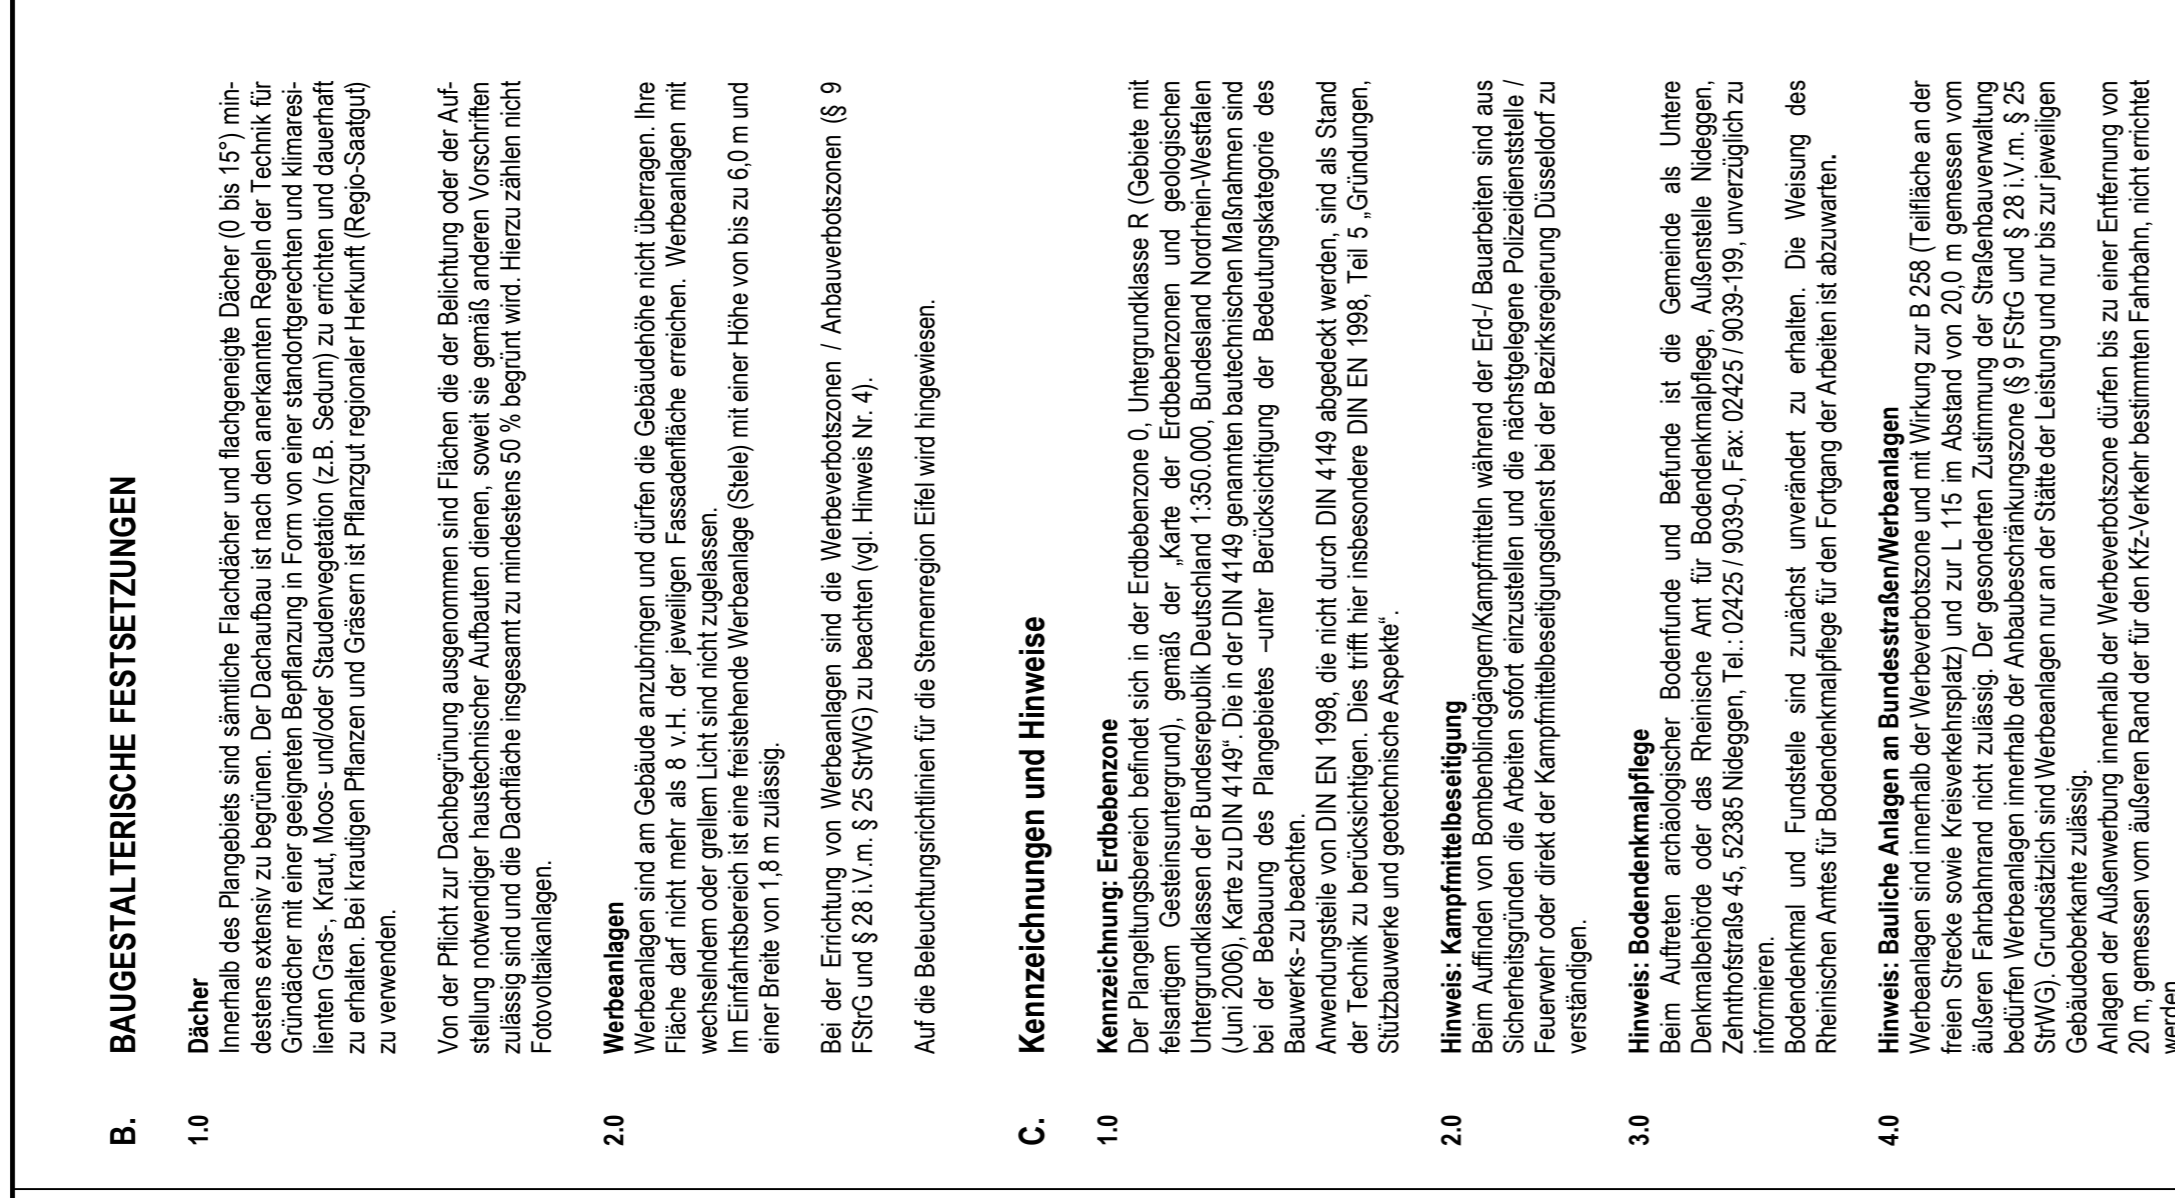 B. BAUGESTALTERISCHE FESTSETZUNGEN
1.0 Dächer
Innerhalb des Plangebiets sind sämtliche Flachdächer und flachgeneigte Dächer (0 bis 15°) min-
destens extensiv zu begrünen. Der Dachaufbau ist nach den anerkannten Regeln der Technik für
Gründächer mit einer geeigneten Bepflanzung in Form von einer standortgerechten und klimaresi-
lienten Gras-, Kraut, Moos- und/oder Staudenvegetation (z.B. Sedum) zu errichten und dauerhaft
zu erhalten. Bei krautigen Pflanzen und Gräsern ist Pflanzgut regionaler Herkunft (Regio-Saatgut)
zu verwenden.
Von der Pflicht zur Dachbegrünung ausgenommen sind Flächen die der Belichtung oder der Auf-
stellung notwendiger haustechnischer Aufbauten dienen, soweit sie gemäß anderen Vorschriften
zulässig sind und die Dachfläche insgesamt zu mindestens 50 % begrünt wird. Hierzu zählen nicht
Fotovoltaikanlagen.
2.0 Werbeanlagen
Werbeanlagen sind am Gebäude anzubringen und dürfen die Gebäudehöhe nicht überragen. Ihre
Fläche darf nicht mehr als 8 v.H. der jeweiligen Fassadenfläche erreichen. Werbeanlagen mit
wechselndem oder grellem Licht sind nicht zugelassen.
Im Einfahrtsbereich ist eine freistehende Werbeanlage (Stele) mit einer Höhe von bis zu 6,0 m und
einer Breite von 1,8 m zulässig.
Bei der Errichtung von Werbeanlagen sind die Werbeverbotszonen / Anbauverbotszonen (§ 9
FStrG und § 28 i.V.m. § 25 StrWG) zu beachten (vgl. Hinweis Nr. 4).
Auf die Beleuchtungsrichtlinien für die Sternenregion Eifel wird hingewiesen.
C. Kennzeichnungen und Hinweise
1.0 Kennzeichnung: Erdbebenzone
Der Plangeltungsbereich befindet sich in der Erdbebenzone 0, Untergrundklasse R (Gebiete mit
felsartigem Gesteinsuntergrund), gemäß der „Karte der Erdbebenzonen und geologischen
Untergrundklassen der Bundesrepublik Deutschland 1:350.000, Bundesland Nordrhein-Westfalen
(Juni 2006), Karte zu DIN 4149“. Die in der DIN 4149 genannten bautechnischen Maßnahmen sind
bei der Bebauung des Plangebietes –unter Berücksichtigung der Bedeutungskategorie des
Bauwerks- zu beachten.
Anwendungsteile von DIN EN 1998, die nicht durch DIN 4149 abgedeckt werden, sind als Stand
der Technik zu berücksichtigen. Dies trifft hier insbesondere DIN EN 1998, Teil 5 „Gründungen,
Stützbauwerke und geotechnische Aspekte“.
2.0 Hinweis: Kampfmittelbeseitigung
Beim Auffinden von Bombenblindgängern/Kampfmitteln während der Erd-/ Bauarbeiten sind aus
Sicherheitsgründen die Arbeiten sofort einzustellen und die nächstgelegene Polizeidienststelle /
Feuerwehr oder direkt der Kampfmittelbeseitigungsdienst bei der Bezirksregierung Düsseldorf zu
verständigen.
3.0 Hinweis: Bodendenkmalpflege
Beim Auftreten archäologischer Bodenfunde und Befunde ist die Gemeinde als Untere
Denkmalbehörde oder das Rheinische Amt für Bodendenkmalpflege, Außenstelle Nideggen,
Zehnthofstraße 45, 52385 Nideggen, Tel.: 02425 / 9039-0, Fax: 02425 / 9039-199, unverzüglich zu
informieren.
Bodendenkmal und Fundstelle sind zunächst unverändert zu erhalten. Die Weisung des
Rheinischen Amtes für Bodendenkmalpflege für den Fortgang der Arbeiten ist abzuwarten.
4.0 Hinweis: Bauliche Anlagen an Bundesstraßen/Werbeanlagen
Werbeanlagen sind innerhalb der Werbeverbotszone und mit Wirkung zur B 258 (Teilfläche an der
freien Strecke sowie Kreisverkehrsplatz) und zur L 115 im Abstand von 20,0 m gemessen vom
äußeren Fahrbahnrand nicht zulässig. Der gesonderten Zustimmung der Straßenbauverwaltung
bedürfen Werbeanlagen innerhalb der Anbaubeschränkungszone (§ 9 FStrG und § 28 i.V.m. § 25
StrWG). Grundsätzlich sind Werbeanlagen nur an der Stätte der Leistung und nur bis zur jeweiligen
Gebäudeoberkante zulässig.
Anlagen der Außenwerbung innerhalb der Werbeverbotszone dürfen bis zu einer Entfernung von
20 m, gemessen vom äußeren Rand der für den Kfz-Verkehr bestimmten Fahrbahn, nicht errichtet
werden